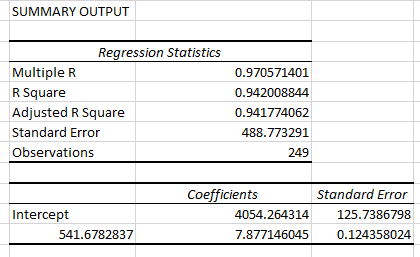 SUMMARY OUTPUT
Regression Statistics
Multiple R 0.970571401
R Square 0.942008844
Adjusted R Square 0.941774062
Standard Error 488.773291
Observations 249
Coefficients Standard Error
Intercept 4054.264314 125.7386798
541.6782837 7.877146045 0.124358024